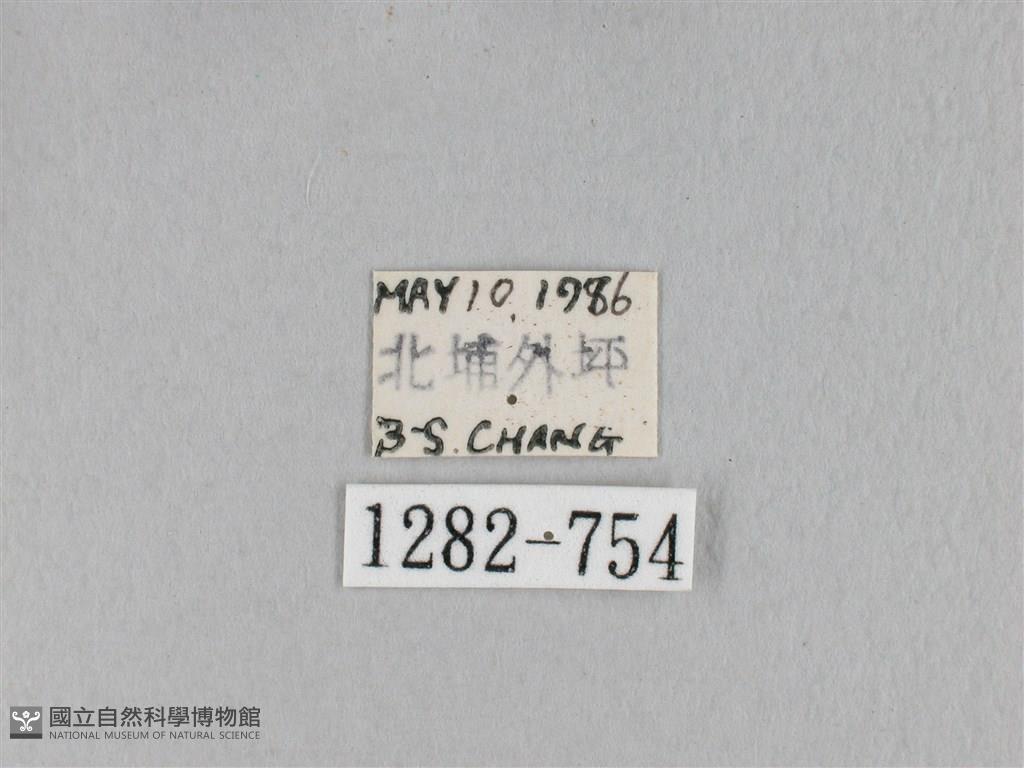 MAY 10, 1986
北埔外坪
B-S. CHANG
1282-754
國立自然科學博物館
NATIONAL MUSEUM OF NATURAL SCIENCE